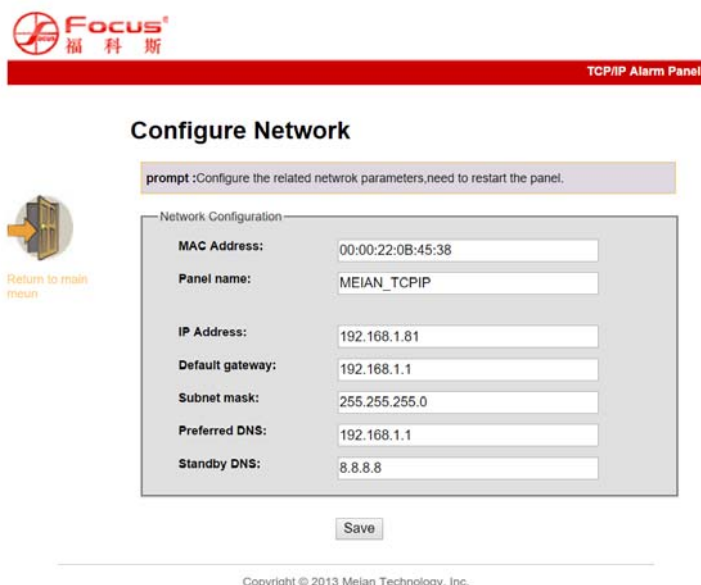 Focus®
福科斯
TCP/IP Alarm Panel
Configure Network
prompt :Configure the related netwrok parameters,need to restart the panel.
Network Configuration
MAC Address: 00:00:22:0B:45:38
Panel name: MEIAN_TCPIP
Return to main
meun
IP Address: 192.168.1.81
Default gateway: 192.168.1.1
Subnet mask: 255.255.255.0
Preferred DNS: 192.168.1.1
Standby DNS: 8.8.8.8
Save
Copyright © 2013 Meian Technology, Inc.